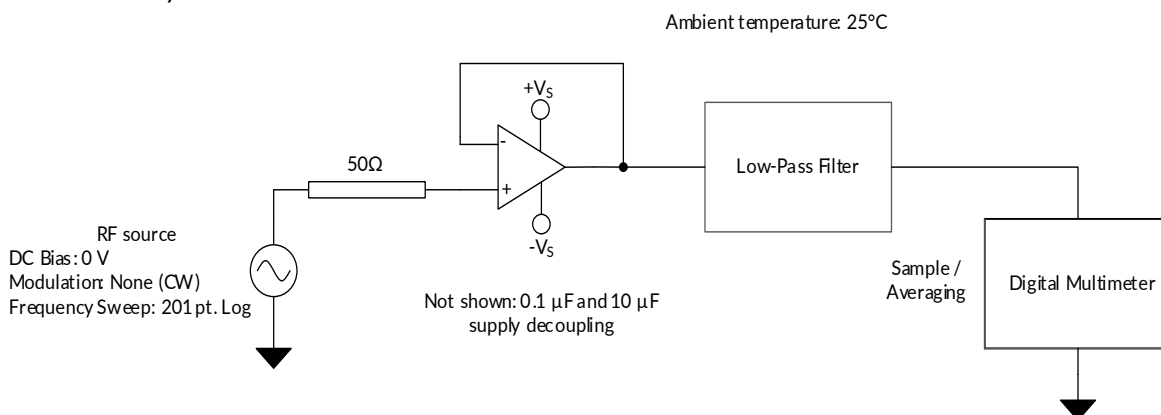 Ambient temperature: 25°C
+VS
-
50Ω
+
-VS
Low-Pass Filter
RF source
DC Bias: 0 V
Modulation: None (CW)
Frequency Sweep: 201 pt. Log
Not shown: 0.1 µF and 10 µF
supply decoupling
Sample /
Averaging
Digital Multimeter